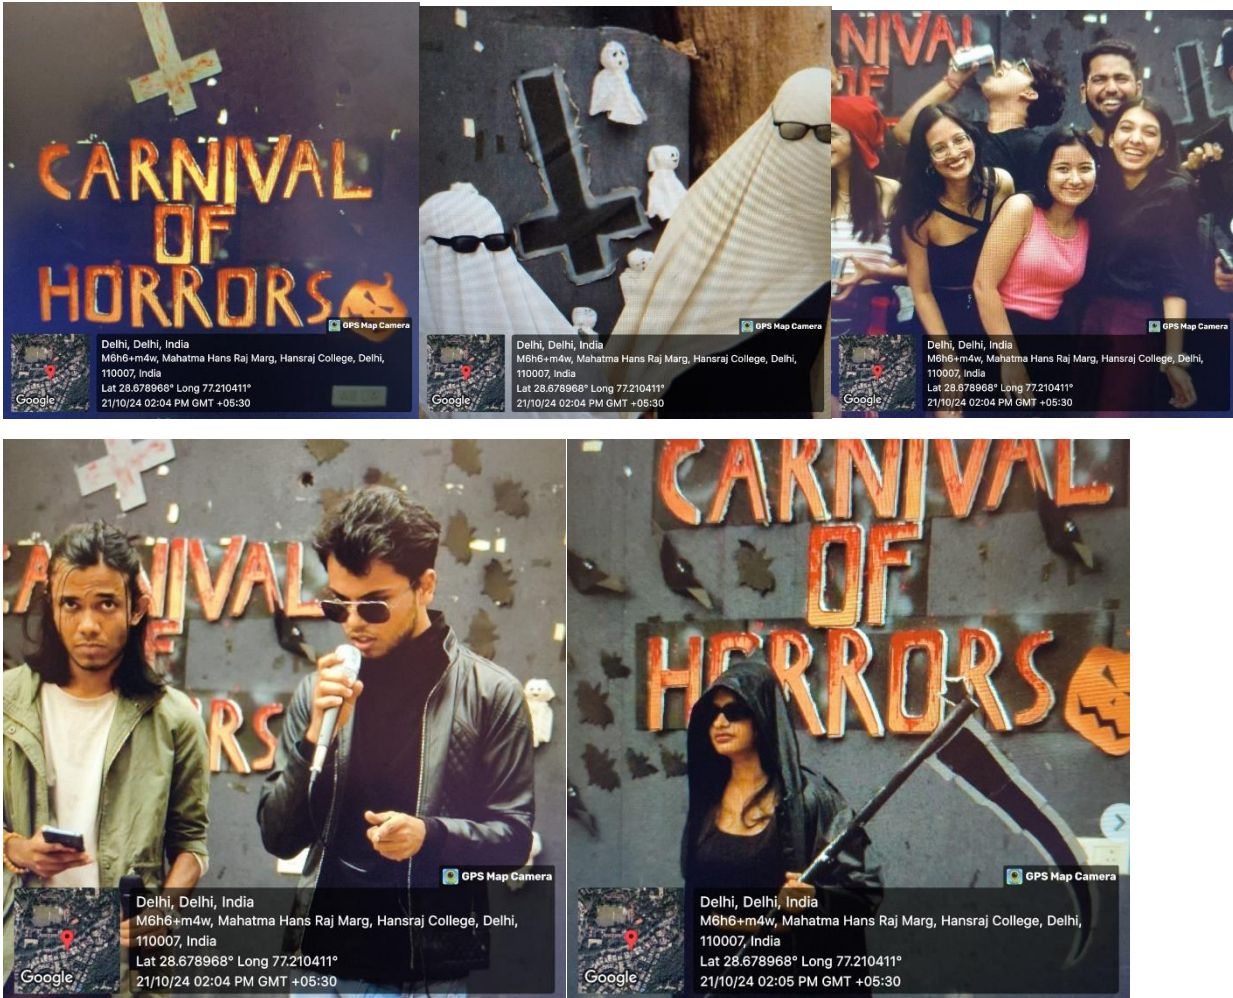 CARNIVAL
OF
HORRORS
GPS Map Camera
Google
Delhi, Delhi, India
M6h6+m4w, Mahatma Hans Raj Marg, Hansraj College, Delhi,
110007, India
Lat 28.678968° Long 77.210411°
21/10/24 02:04 PM GMT +05:30
GPS Map Camera
Google
Delhi, Delhi, India
M6h6+m4w, Mahatma Hans Raj Marg, Hansraj College, Delhi,
110007, India
Lat 28.678968° Long 77.210411°
21/10/24 02:04 PM GMT +05:30
NIVAL
OF
GPS Map Camera
Google
Delhi, Delhi, India
M6h6+m4w, Mahatma Hans Raj Marg, Hansraj College, Delhi,
110007, India
Lat 28.678968° Long 77.210411°
21/10/24 02:04 PM GMT +05:30
NIVAL
RS
GPS Map Camera
Google
Delhi, Delhi, India
M6h6+m4w, Mahatma Hans Raj Marg, Hansraj College, Delhi,
110007, India
Lat 28.678968° Long 77.210411°
21/10/24 02:04 PM GMT +05:30
CARNIVAL
OF
HORRORS
GPS Map Camera
Google
Delhi, Delhi, India
M6h6+m4w, Mahatma Hans Raj Marg, Hansraj College, Delhi,
110007, India
Lat 28.678968° Long 77.210411°
21/10/24 02:05 PM GMT +05:30